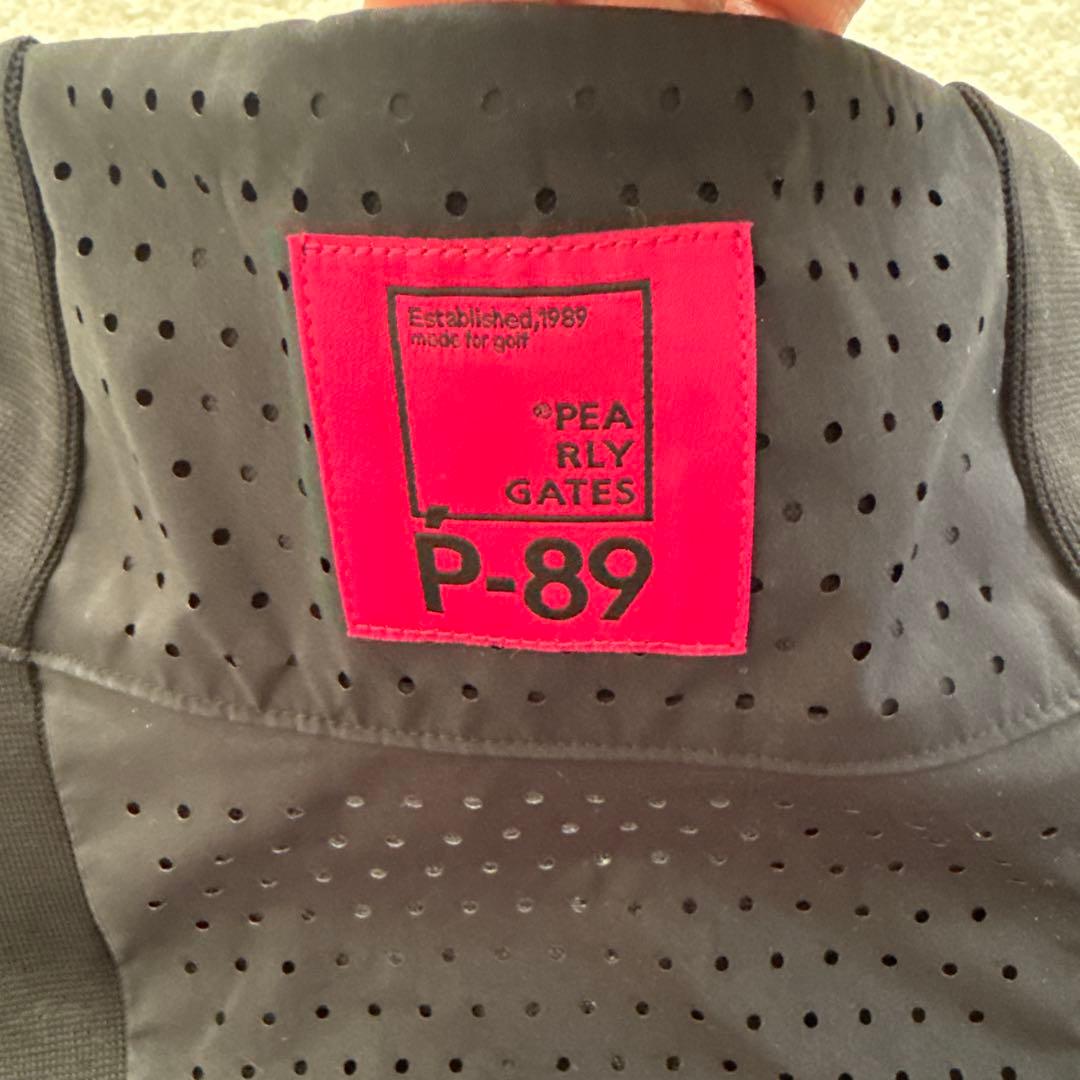 Established,1989
made for golf
PEA
RLY
GATES
P-89